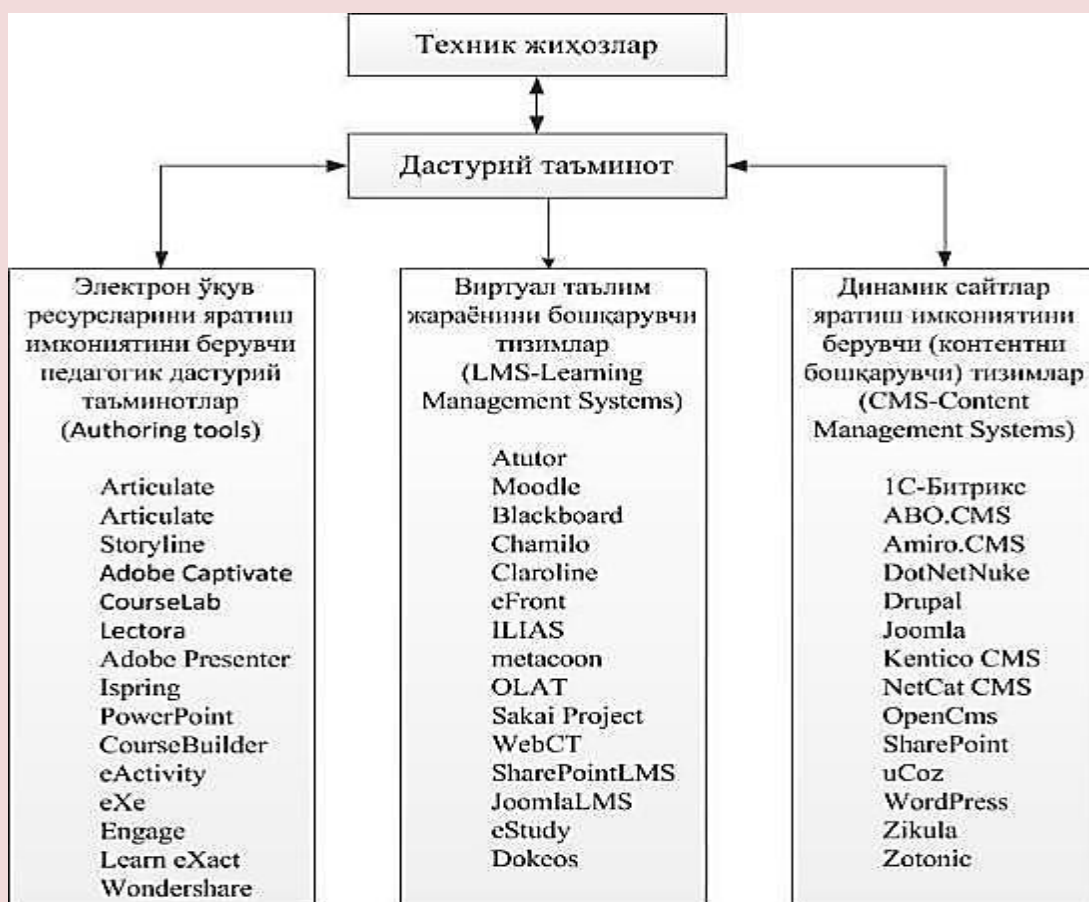 Техник жиҳозлар
Дастурий таъминот
Электрон ўқув
ресурсларини яратиш
имкониятини берувчи
педагогик дастурий
таъминотлар
(Authoring tools)
Articulate
Articulate
Storyline
Adobe Captivate
CourseLab
Lectora
Adobe Presenter
Ispring
PowerPoint
CourseBuilder
eActivity
eXe
Engage
Learn eXact
Wondershare
Виртуал таълим
жараёнини бошқарувчи
тизимлар
(LMS-Learning
Management Systems)
Atutor
Moodle
Blackboard
Chamilo
Claroline
eFront
ILIAS
metacoon
OLAT
Sakai Project
WebCT
SharePointLMS
JoomlaLMS
eStudy
Dokeos
Динамик сайтлар
яратиш имкониятини
берувчи (контентни
бошқарувчи) тизимлар
(CMS-Content
Management Systems)
1С-Битрикс
ABO.CMS
Amiro.CMS
DotNetNuke
Drupal
Joomla
Kentico CMS
NetCat CMS
OpenCms
SharePoint
uCoz
WordPress
Zikula
Zotonic